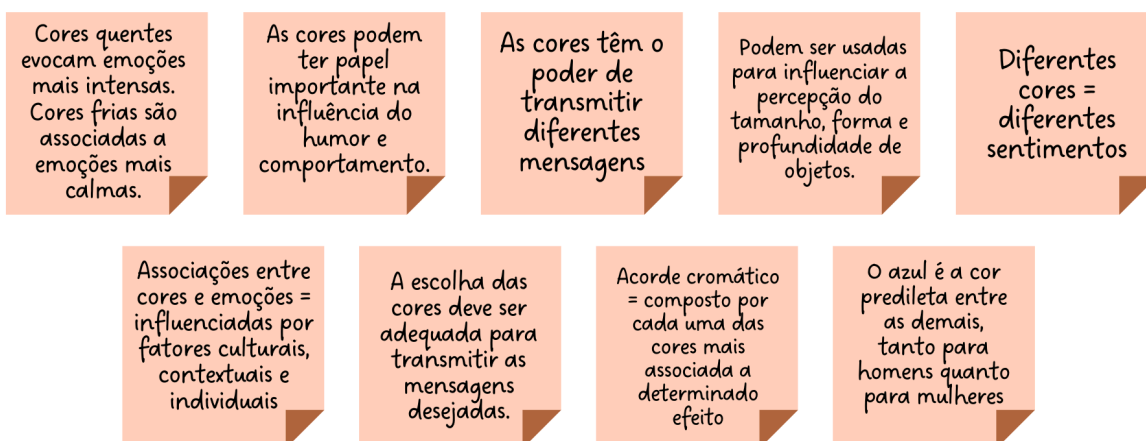 Cores quentes
evocam emoções
mais intensas.
Cores frias são
associadas a
emoções mais
calmas.
As cores podem
ter papel
importante na
influência do
humor e
comportamento.
As cores têm o
poder de
transmitir
diferentes
mensagens
Podem ser usadas
para influenciar a
percepção do
tamanho, forma e
profundidade de
objetos.
Diferentes
cores =
diferentes
sentimentos
Associações entre
cores e emoções =
influenciadas por
fatores culturais,
contextuais e
individuais
A escolha das
cores deve ser
adequada para
transmitir as
mensagens
desejadas.
Acorde cromático
= composto por
cada uma das
cores mais
associada a
determinado
efeito
O azul é a cor
predileta entre
as demais,
tanto para
homens quanto
para mulheres